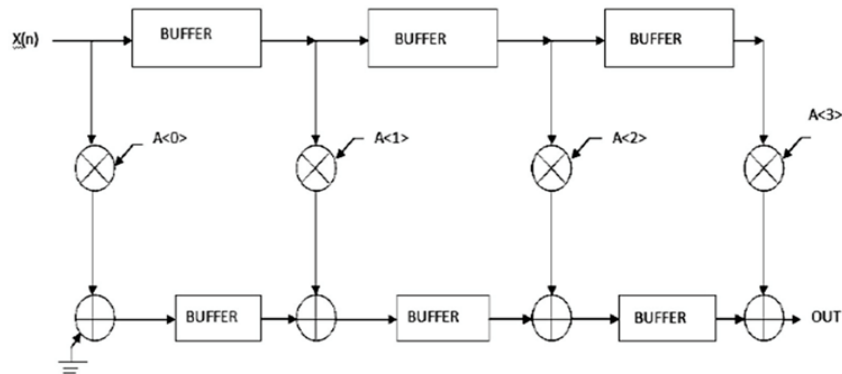 X(n)
BUFFER
BUFFER
BUFFER
A<0>
A<1>
A<2>
A<3>
BUFFER
BUFFER
BUFFER
OUT